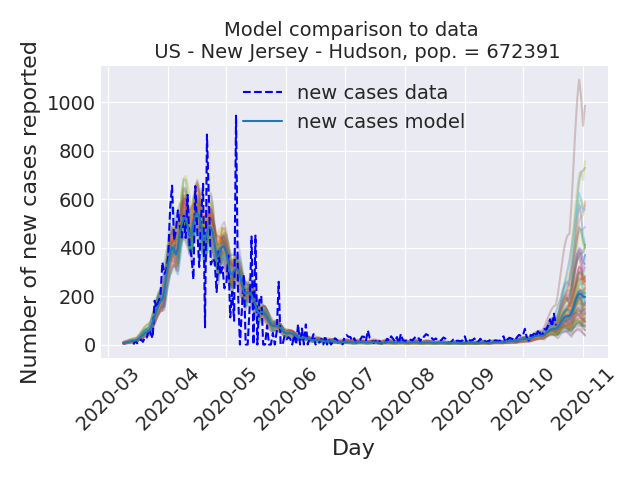 Model comparison to data
US - New Jersey - Hudson, pop. = 672391
Number of new cases reported
1000
800
600
400
200
0
new cases data
new cases model
2020-03
2020-04
2020-05
2020-06
2020-07
2020-08
2020-09
2020-10
2020-11
Day